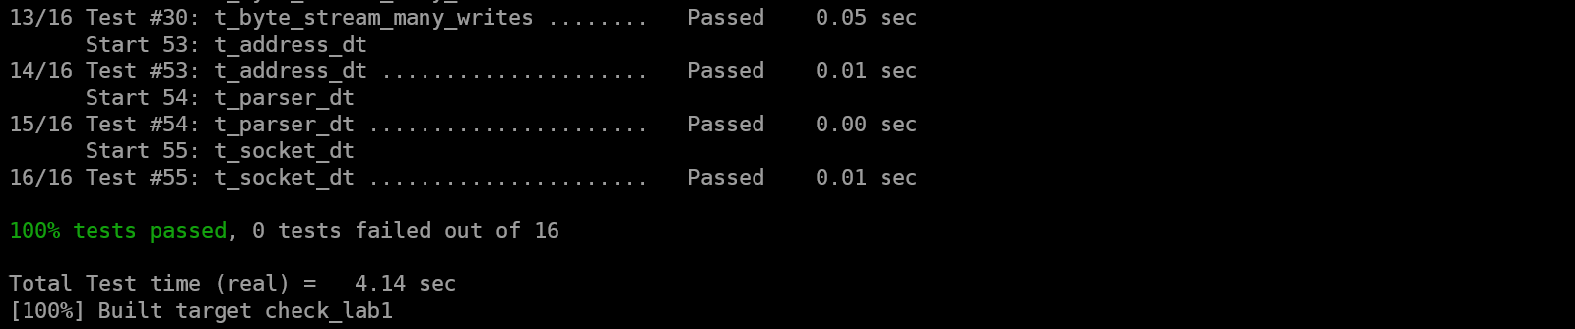 13/16 Test #30: t_byte_stream_many_writes ........   Passed    0.05 sec
      Start 53: t_address_dt
14/16 Test #53: t_address_dt .....................   Passed    0.01 sec
      Start 54: t_parser_dt
15/16 Test #54: t_parser_dt ......................   Passed    0.00 sec
      Start 55: t_socket_dt
16/16 Test #55: t_socket_dt ......................   Passed    0.01 sec
100% tests passed, 0 tests failed out of 16
Total Test time (real) =   4.14 sec
[100%] Built target check_lab1